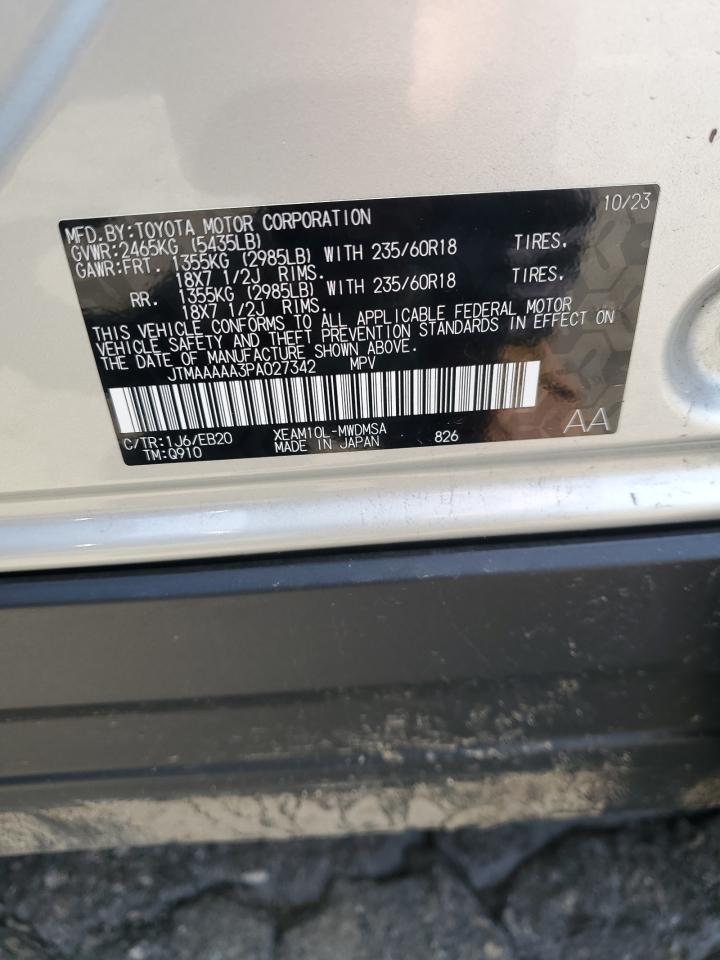 MFD.BY:TOYOTA MOTOR CORPORATION 10/23
GVWR:2465KG (5435LB)
GAWR:FRT. 1355KG (2985LB) WITH 235/60R18 TIRES,
18X7 1/2J RIMS.
RR. 1355KG (2985LB) WITH 235/60R18 TIRES,
18X7 1/2J RIMS.
THIS VEHICLE CONFORMS TO ALL APPLICABLE FEDERAL MOTOR
VEHICLE SAFETY AND THEFT PREVENTION STANDARDS IN EFFECT ON
THE DATE OF MANUFACTURE SHOWN ABOVE.
JTMAAAAA3PA027342 MPV
C/TR:1J6/EB20 XEAM10L-MWDMSA 826 AA
TM:Q910 MADE IN JAPAN